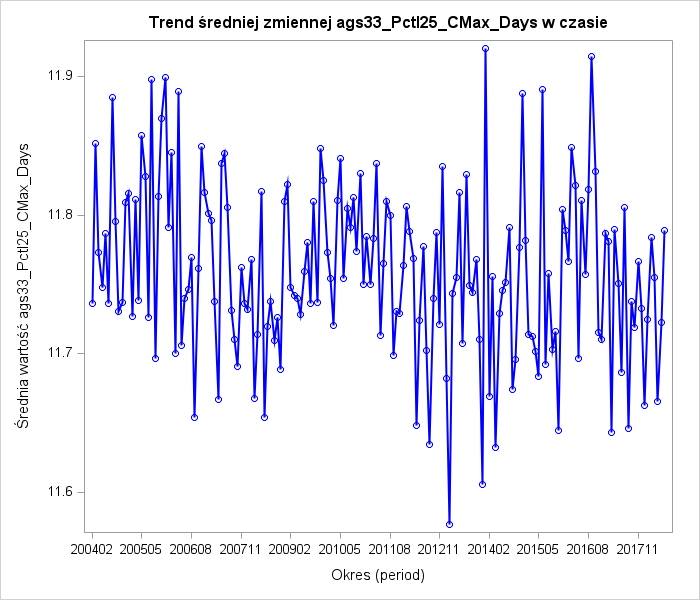 Trend średniej zmiennej ags33_Pctl25_CMax_Days w czasie
Średnia wartość ags33_Pctl25_CMax_Days
11.9
11.8
11.7
11.6
200402 200505 200608 200711 200902 201005 201108 201211 201402 201505 201608 201711
Okres (period)